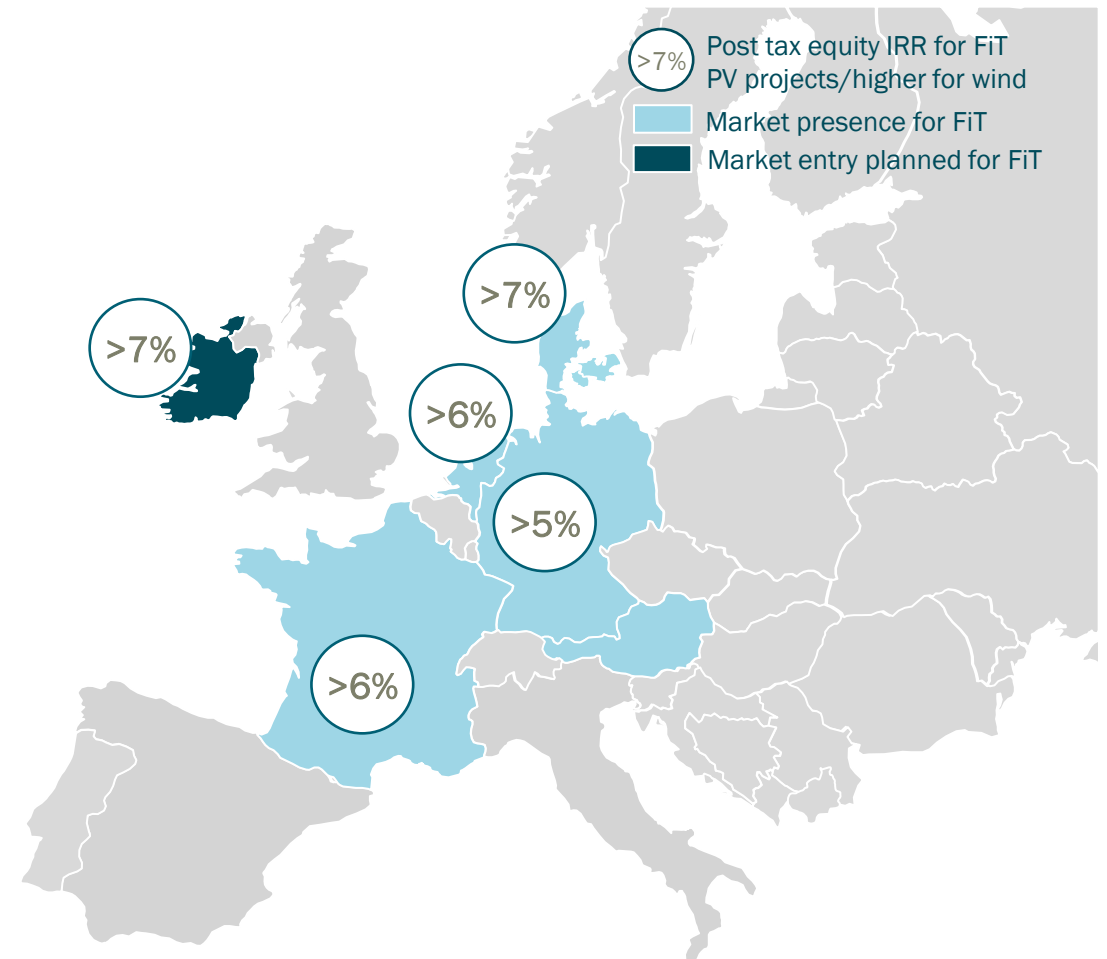 >7%
Post tax equity IRR for FiT
PV projects/higher for wind
Market presence for FiT
Market entry planned for FiT
>7%
>7%
>6%
>5%
>6%